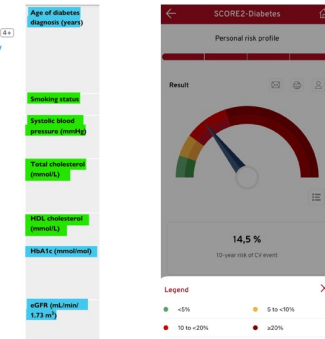 4+
Age of diabetes
diagnosis (years)
Smoking status
Systolic blood
pressure (mmHg)
Total cholesterol
(mmol/L)
HDL cholesterol
(mmol/L)
HbA1c (mmol/mol)
eGFR (mL/min/
1.73 m²)
SCORE2-Diabetes
Personal risk profile
Result
14,5 %
10-year risk of CV event
Legend
<5%
5 to <10%
10 to <20%
≥20%